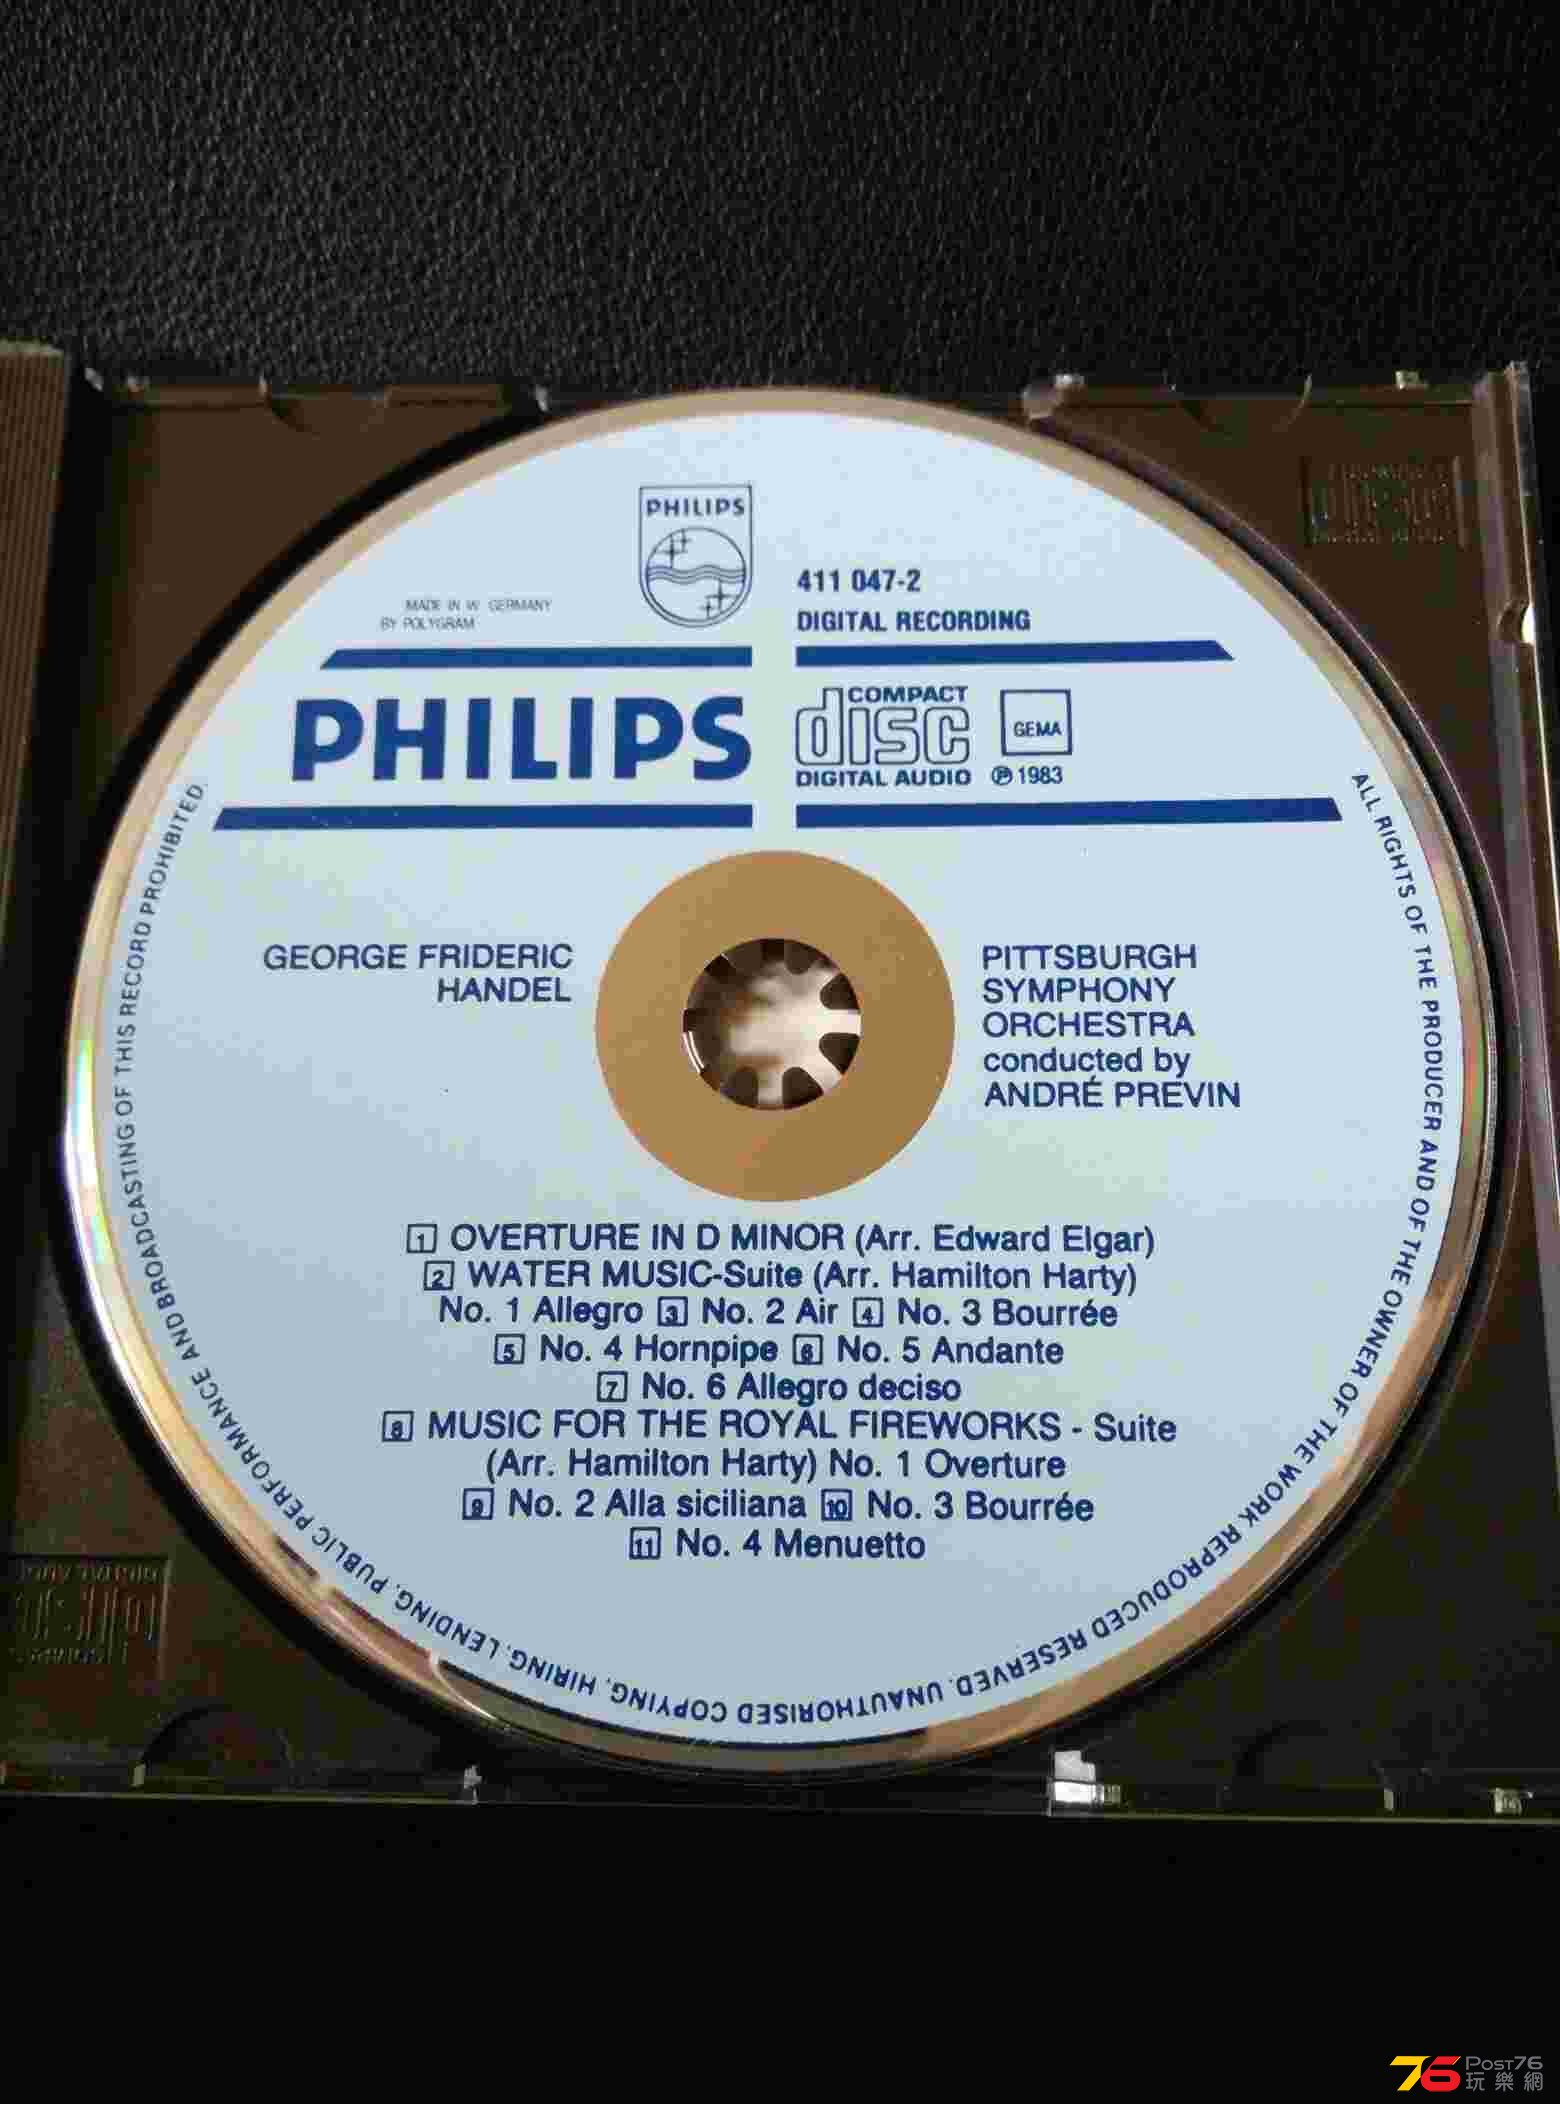 PHILIPS
411 047-2
MADE IN W. GERMANY
BY POLYGRAM
DIGITAL RECORDING
PHILIPS
COMPACT
disc
DIGITAL AUDIO
GEMA
℗ 1983
GEORGE FRIDERIC
HANDEL
PITTSBURGH
SYMPHONY
ORCHESTRA
conducted by
ANDRÉ PREVIN
1 OVERTURE IN D MINOR (Arr. Edward Elgar)
2 WATER MUSIC-Suite (Arr. Hamilton Harty)
No. 1 Allegro 3 No. 2 Air 4 No. 3 Bourrée
5 No. 4 Hornpipe 6 No. 5 Andante
7 No. 6 Allegro deciso
8 MUSIC FOR THE ROYAL FIREWORKS - Suite
(Arr. Hamilton Harty) No. 1 Overture
9 No. 2 Alla siciliana 10 No. 3 Bourrée
11 No. 4 Menuetto
ALL RIGHTS OF THE PRODUCER AND OF THE OWNER OF THE WORK REPRODUCED RESERVED. UNAUTHORISED COPYING, HIRING, LENDING, PUBLIC PERFORMANCE AND BROADCASTING OF THIS RECORD PROHIBITED.
76 POST76
玩樂網